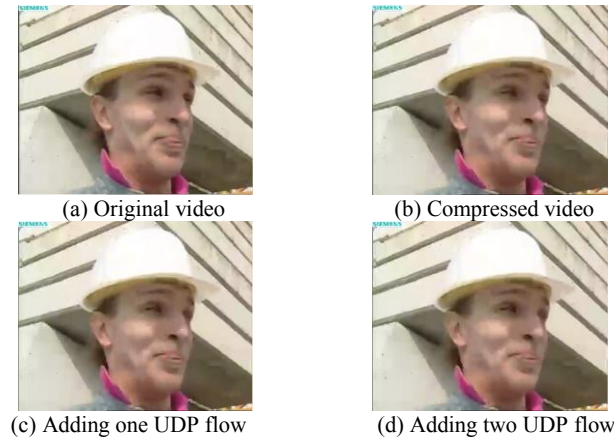 SIEMENS
SIEMENS
(a) Original video
(b) Compressed video
SIEMENS
SIEMENS
(c) Adding one UDP flow
(d) Adding two UDP flow